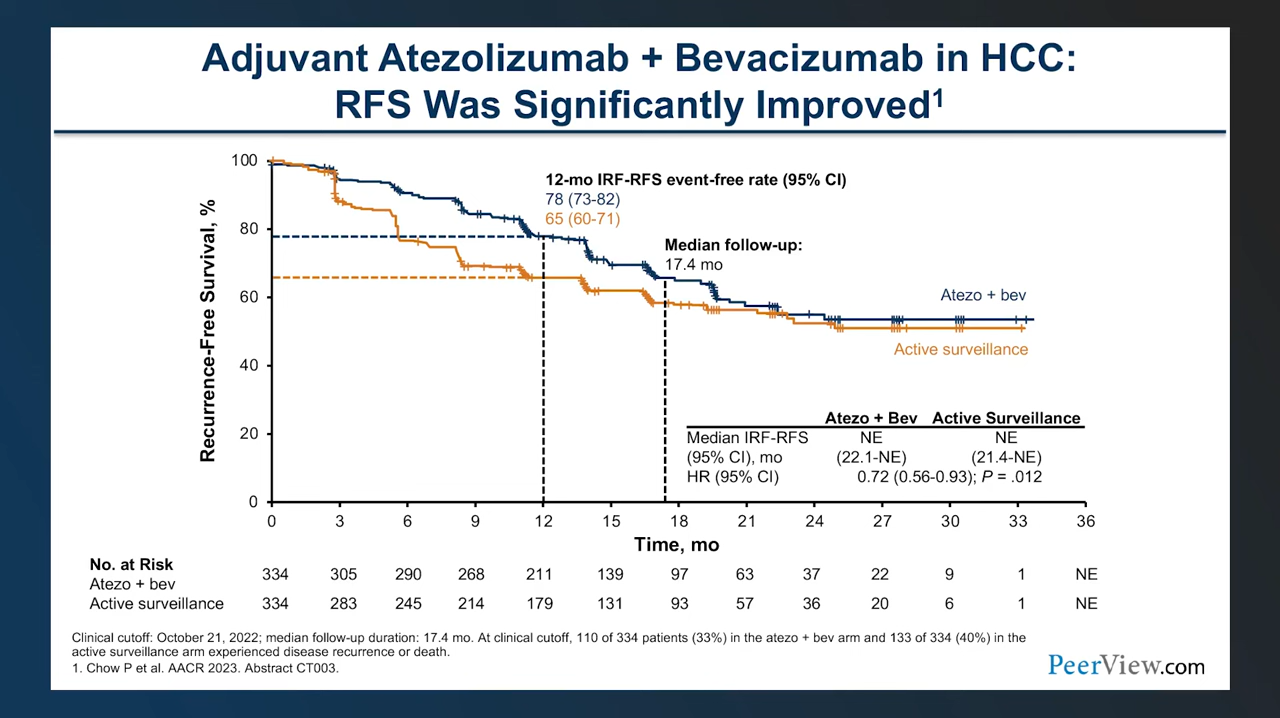 Adjuvant Atezolizumab + Bevacizumab in HCC:
RFS Was Significantly Improved1
Recurrence-Free Survival, %
100
80
60
40
20
0
12-mo IRF-RFS event-free rate (95% CI)
78 (73-82)
65 (60-71)
Median follow-up:
17.4 mo
Atezo + bev
Active surveillance
Atezo + Bev Active Surveillance
Median IRF-RFS NE NE
(95% CI), mo (22.1-NE) (21.4-NE)
HR (95% CI) 0.72 (0.56-0.93); P = .012
0 3 6 9 12 15 18 21 24 27 30 33 36
Time, mo
No. at Risk
Atezo + bev 334 305 290 268 211 139 97 63 37 22 9 1 NE
Active surveillance 334 283 245 214 179 131 93 57 36 20 6 1 NE
Clinical cutoff: October 21, 2022; median follow-up duration: 17.4 mo. At clinical cutoff, 110 of 334 patients (33%) in the atezo + bev arm and 133 of 334 (40%) in the
active surveillance arm experienced disease recurrence or death.
1. Chow P et al. AACR 2023. Abstract CT003.
PeerView.com